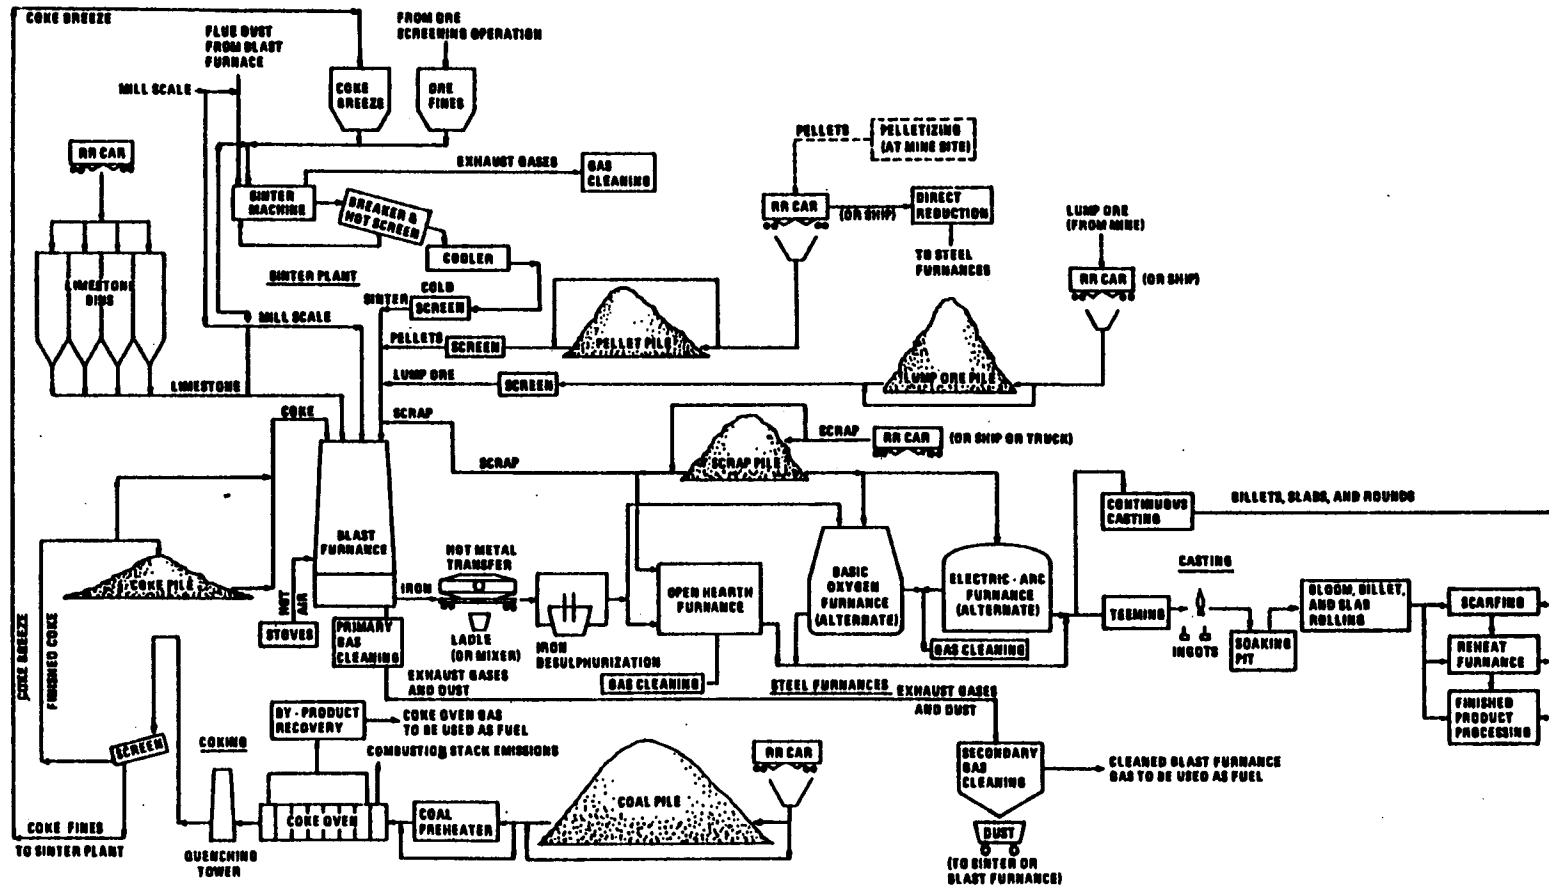 COKE BREEZE
FROM ORE
SCREENING OPERATION
FLUE DUST
FROM BLAST
FURNACE
MILL SCALE
COKE
BREEZE
ORE
FINES
RR CAR
EXHAUST GASES
GAS
CLEANING
PELLETS
PELLETIZING
(AT MINE SITE)
SINTER
MACHINE
BREAKER &
HOT SCREEN
RR CAR
(OR SHIP)
DIRECT
REDUCTION
LUMP ORE
(FROM MINE)
COOLER
TO STEEL
FURNANCES
RR CAR
(OR SHIP)
SINTER PLANT
LIMESTONE
BINS
COLD
SINTER
SCREEN
MILL SCALE
PELLETS
SCREEN
PELLET PILE
LUMP ORE
SCREEN
LUMP ORE PILE
LIMESTONE
COKE
SCRAP
SCRAP
RR CAR
(OR SHIP OR TRUCK)
SCRAP
SCRAP PILE
CONTINUOUS
CASTING
BILLETS, SLABS, AND ROUNDS
BLAST
FURNANCE
HOT METAL
TRANSFER
CASTING
COKE PILE
HOT
AIR
IRON
OPEN HEARTH
FURNANCE
BASIC
OXYGEN
FURNANCE
(ALTERNATE)
ELECTRIC - ARC
FURNANCE
(ALTERNATE)
TEEMING
BLOOM, BILLET,
AND SLAB
ROLLING
SCARFING
STOVES
PRIMARY
GAS
CLEANING
LADLE
(OR MIXER)
IRON
DESULPHURIZATION
GAS CLEANING
INGOTS
SOAKING
PIT
REHEAT
FURNANCE
COKE BREEZE
FINISHED COKE
EXHAUST GASES
AND DUST
GAS CLEANING
STEEL FURNANCES
EXHAUST GASES
AND DUST
FINISHED
PRODUCT
PROCESSING
BY - PRODUCT
RECOVERY
COKE OVEN GAS
TO BE USED AS FUEL
SCREEN
COKING
COMBUSTION STACK EMISSIONS
RR CAR
SECONDARY
GAS
CLEANING
CLEANED BLAST FURNANCE
GAS TO BE USED AS FUEL
COKE OVEN
COAL
PREHEATER
COAL PILE
COKE FINES
TO SINTER PLANT
QUENCHING
TOWER
DUST
(TO SINTER OR
BLAST FURNANCE)